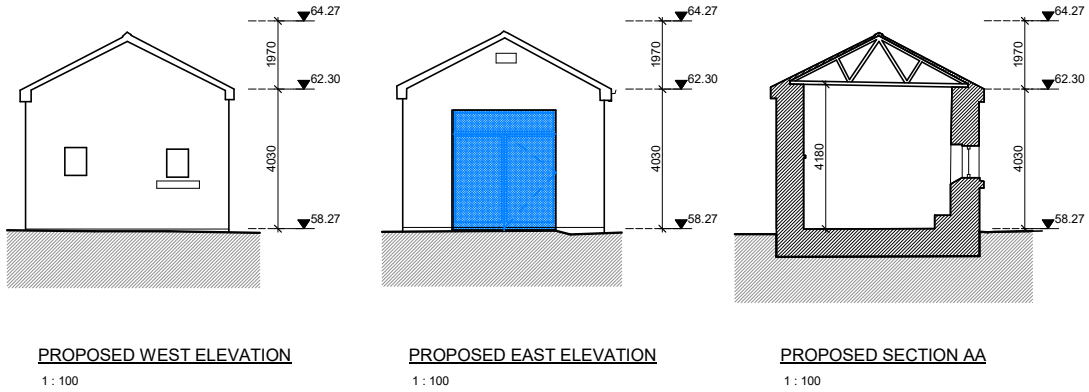 64.27
1970
62.30
4030
58.27
64.27
1970
62.30
4030
58.27
64.27
1970
62.30
4180
4030
58.27
PROPOSED WEST ELEVATION
1 : 100
PROPOSED EAST ELEVATION
1 : 100
PROPOSED SECTION AA
1 : 100